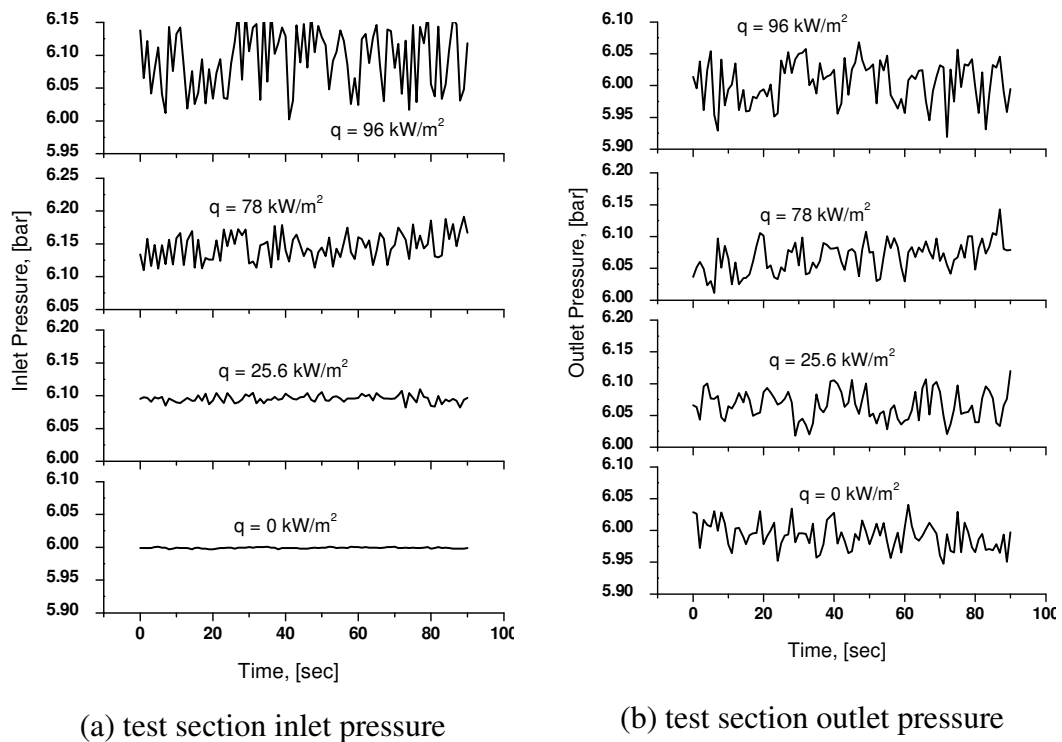 6.15
6.10
6.05
6.00
5.95
q = 96 kW/m²
6.25
6.20
6.15
6.10
6.05
q = 78 kW/m²
6.20
6.15
6.10
6.05
6.00
q = 25.6 kW/m²
6.10
6.05
6.00
5.95
5.90
q = 0 kW/m²
0 20 40 60 80 100
Inlet Pressure, [bar]
Time, [sec]
(a) test section inlet pressure
6.10
6.05
6.00
5.95
5.90
q = 96 kW/m²
6.20
6.15
6.10
6.05
6.00
q = 78 kW/m²
6.20
6.15
6.10
6.05
6.00
q = 25.6 kW/m²
6.10
6.05
6.00
5.95
5.90
q = 0 kW/m²
0 20 40 60 80 100
Outlet Pressure, [bar]
Time, [sec]
(b) test section outlet pressure